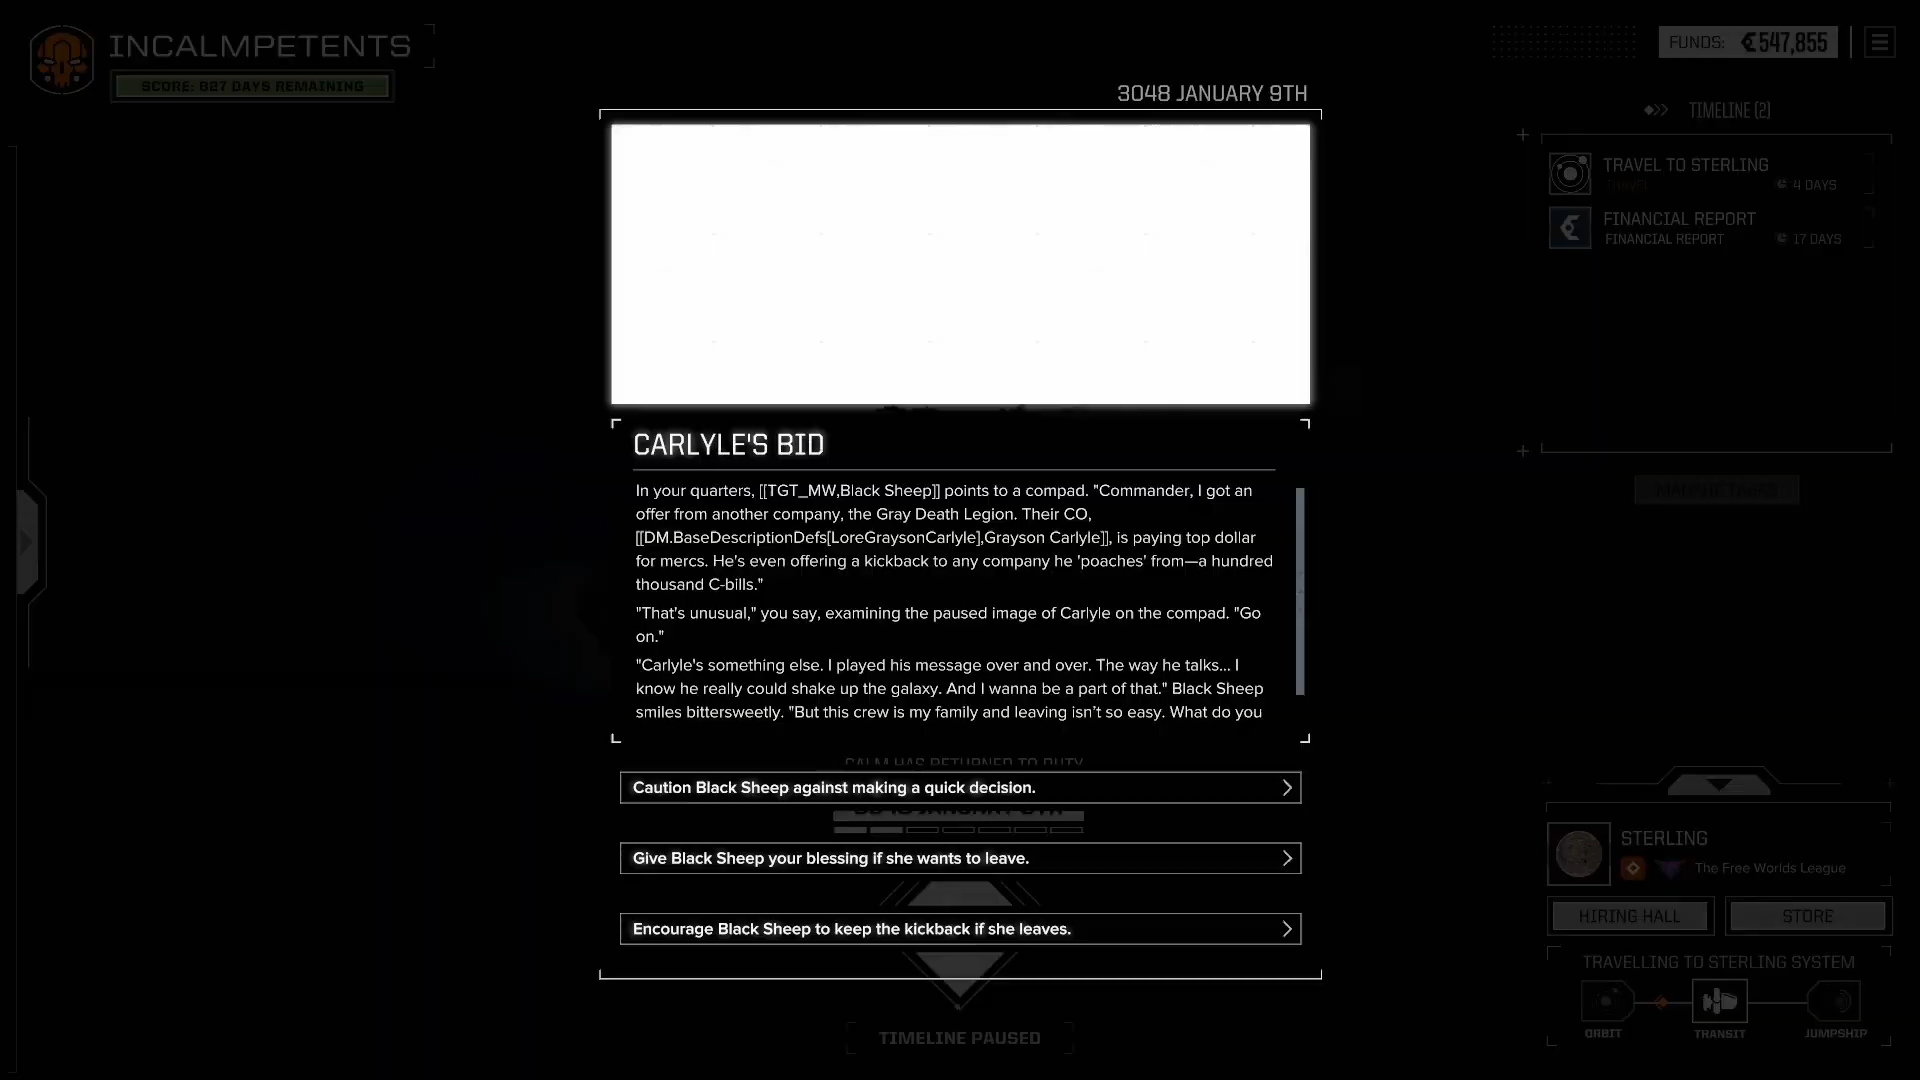 INCALMPETENTS
SCORE: 827 DAYS REMAINING
FUNDS: 547,855
3048 JANUARY 9TH
TIMELINE (2)
TRAVEL TO STERLING
TRAVEL
4 DAYS
FINANCIAL REPORT
FINANCIAL REPORT
17 DAYS
CARLYLE'S BID
In your quarters, [[TGT_MW,Black Sheep]] points to a compad. "Commander, I got an
offer from another company, the Gray Death Legion. Their CO,
[[DM.BaseDescriptionDefs[LoreGraysonCarlyle],Grayson Carlyle]], is paying top dollar
for mercs. He's even offering a kickback to any company he 'poaches' from—a hundred
thousand C-bills."
"That's unusual," you say, examining the paused image of Carlyle on the compad. "Go
on."
"Carlyle's something else. I played his message over and over. The way he talks... I
know he really could shake up the galaxy. And I wanna be a part of that." Black Sheep
smiles bittersweetly. "But this crew is my family and leaving isn't so easy. What do you
CALM HAS RETURNED TO DUTY
Caution Black Sheep against making a quick decision.
Give Black Sheep your blessing if she wants to leave.
Encourage Black Sheep to keep the kickback if she leaves.
TIMELINE PAUSED
STERLING
The Free Worlds League
HIRING HALL
STORE
TRAVELLING TO STERLING SYSTEM
ORBIT
TRANSIT
JUMPSHIP